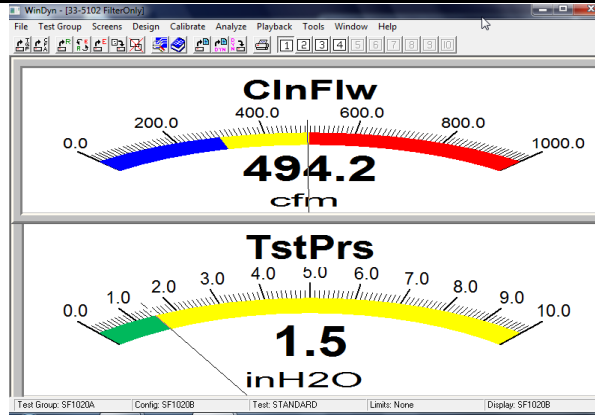 WinDyn - [33-5102 FilterOnly]
File Test Group Screens Design Calibrate Analyze Playback Tools Window Help
1 2 3 4 5 6 7 8 9 10
ClnFlw
0.0 200.0 400.0 600.0 800.0 1000.0
494.2
cfm
TstPrs
0.0 1.0 2.0 3.0 4.0 5.0 6.0 7.0 8.0 9.0 10.0
1.5
inH2O
Test Group: SF1020A Config: SF1020B Test: STANDARD Limits: None Display: SF1020B